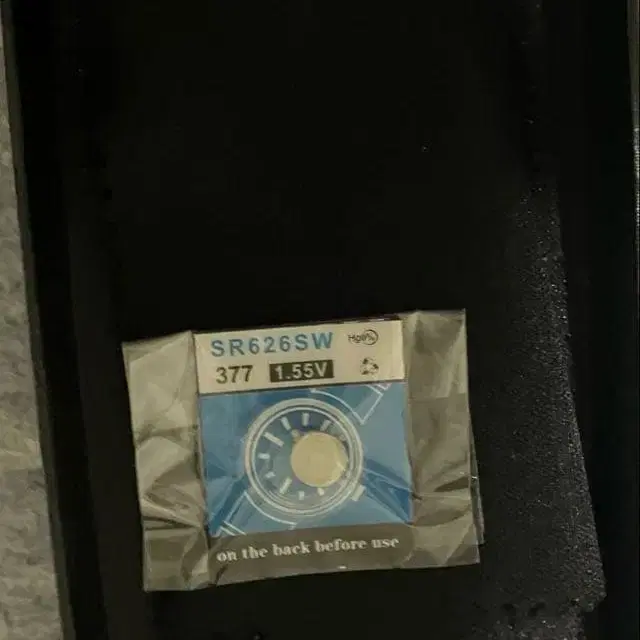 SR626SW
377 1.55V
on the back before use